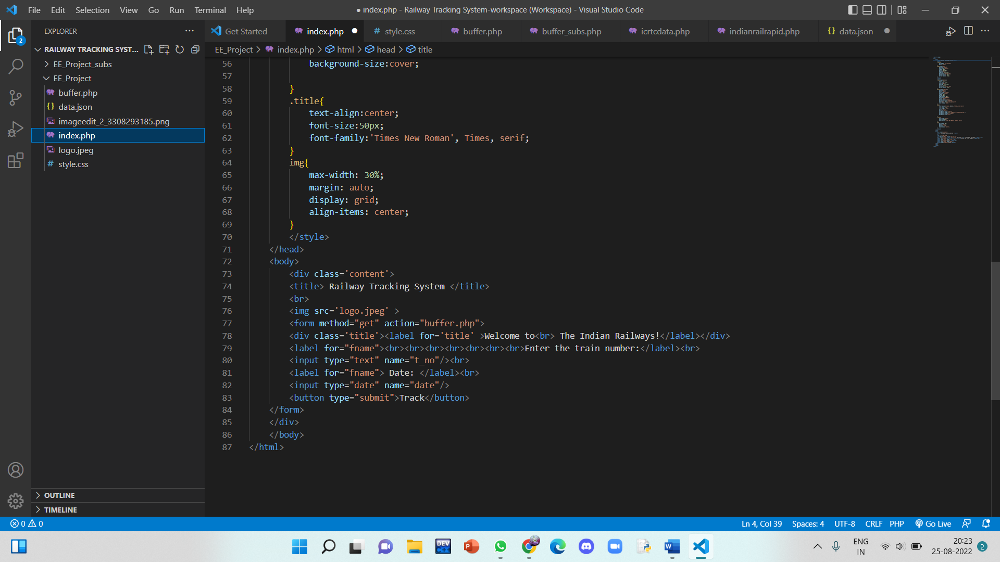 File Edit Selection View Go Run Terminal Help
● index.php - Railway Tracking System-workspace (Workspace) - Visual Studio Code
EXPLORER
Get Started
index.php
# style.css
buffer.php
buffer_subs.php
icrtcdata.php
indianrailrapid.php
{} data.json
2
RAILWAY TRACKING SYST...
EE_Project > index.php > html > head > title
EE_Project_subs
EE_Project
buffer.php
{} data.json
imageedit_2_3308293185.png
index.php
logo.jpeg
# style.css
56 background-size:cover;
57
58 }
59 .title{
60 text-align:center;
61 font-size:50px;
62 font-family:'Times New Roman', Times, serif;
63 }
64 img{
65 max-width: 30%;
66 margin: auto;
67 display: grid;
68 align-items: center;
69 }
70 </style>
71 </head>
72 <body>
73 <div class='content'>
74 <title> Railway Tracking System </title>
75 <br>
76 <img src='logo.jpeg' >
77 <form method="get" action="buffer.php">
78 <div class='title'><label for='title' >Welcome to<br> The Indian Railways!</label></div>
79 <label for="fname"><br><br><br><br><br><br><br>Enter the train number:</label><br>
80 <input type="text" name="t_no"/><br>
81 <label for="fname"> Date: </label><br>
82 <input type="date" name="date"/>
83 <button type="submit">Track</button>
84 </form>
85 </div>
86 </body>
87 </html>
OUTLINE
TIMELINE
0 0
Ln 4, Col 39 Spaces: 4 UTF-8 CRLF PHP Go Live
DEV C++
P
W
ENG
IN
20:23
25-08-2022
2